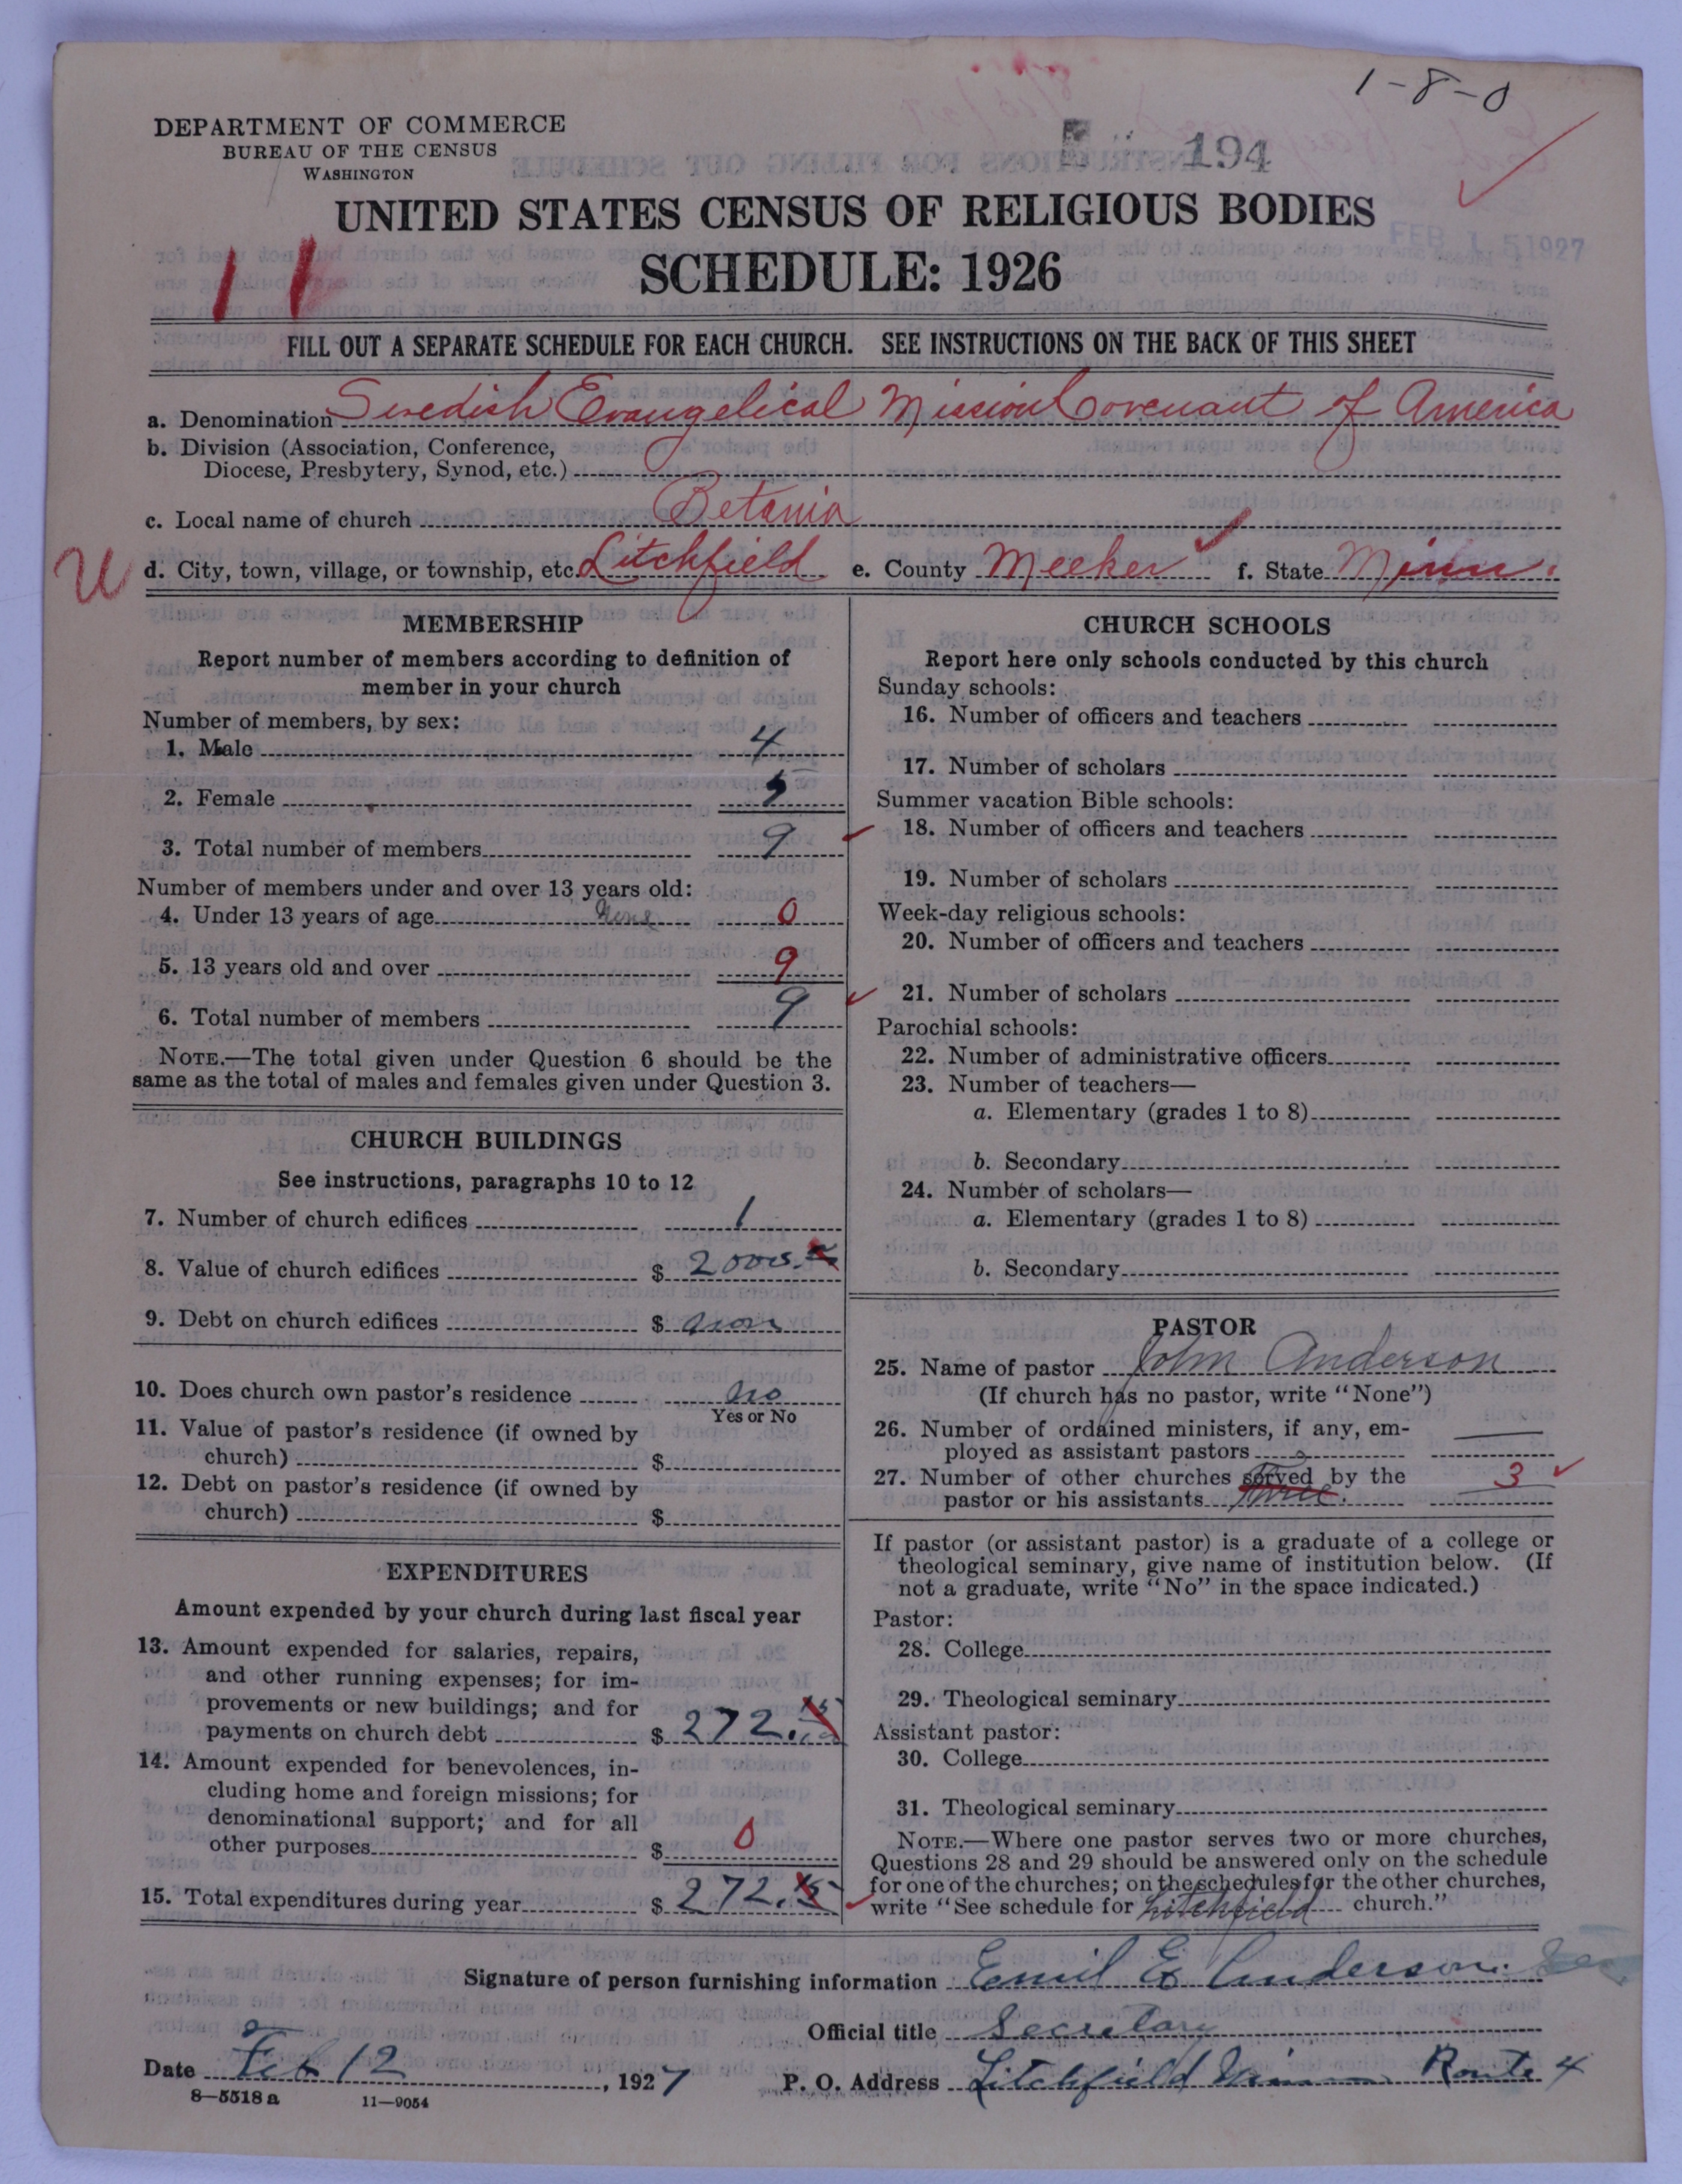 1-8-0
DEPARTMENT OF COMMERCE
BUREAU OF THE CENSUS
WASHINGTON
194
UNITED STATES CENSUS OF RELIGIOUS BODIES
FEB 15 1927
SCHEDULE: 1926
11
FILL OUT A SEPARATE SCHEDULE FOR EACH CHURCH. SEE INSTRUCTIONS ON THE BACK OF THIS SHEET
a. Denomination Swedish Evangelical Mission Covenant of America
b. Division (Association, Conference,
Diocese, Presbytery, Synod, etc.)
c. Local name of church Betania
U d. City, town, village, or township, etc. Litchfield e. County Meeker f. State Minn.
MEMBERSHIP
Report number of members according to definition of
member in your church
Number of members, by sex:
1. Male 4
2. Female 5
3. Total number of members 9
Number of members under and over 13 years old:
4. Under 13 years of age None 0
5. 13 years old and over 9
6. Total number of members 9
NOTE.—The total given under Question 6 should be the
same as the total of males and females given under Question 3.
CHURCH BUILDINGS
See instructions, paragraphs 10 to 12
7. Number of church edifices 1
8. Value of church edifices $ 2000.
9. Debt on church edifices $ non
10. Does church own pastor's residence no
Yes or No
11. Value of pastor's residence (if owned by
church) $
12. Debt on pastor's residence (if owned by
church) $
EXPENDITURES
Amount expended by your church during last fiscal year
13. Amount expended for salaries, repairs,
and other running expenses; for im-
provements or new buildings; and for
payments on church debt $ 272.15
14. Amount expended for benevolences, in-
cluding home and foreign missions; for
denominational support; and for all
other purposes $ 0
15. Total expenditures during year $ 272.15
CHURCH SCHOOLS
Report here only schools conducted by this church
Sunday schools:
16. Number of officers and teachers
17. Number of scholars
Summer vacation Bible schools:
18. Number of officers and teachers
19. Number of scholars
Week-day religious schools:
20. Number of officers and teachers
21. Number of scholars
Parochial schools:
22. Number of administrative officers
23. Number of teachers—
a. Elementary (grades 1 to 8)
b. Secondary
24. Number of scholars—
a. Elementary (grades 1 to 8)
b. Secondary
PASTOR
25. Name of pastor John Anderson
(If church has no pastor, write "None")
26. Number of ordained ministers, if any, em-
ployed as assistant pastors
27. Number of other churches served by the
pastor or his assistants three. 3
If pastor (or assistant pastor) is a graduate of a college or
theological seminary, give name of institution below. (If
not a graduate, write "No" in the space indicated.)
Pastor:
28. College
29. Theological seminary
Assistant pastor:
30. College
31. Theological seminary
NOTE.—Where one pastor serves two or more churches,
Questions 28 and 29 should be answered only on the schedule
for one of the churches; on the schedules for the other churches,
write "See schedule for Litchfield church."
Signature of person furnishing information Emil E Anderson. Sec
Official title Secretary
Date Feb 12, 1927 P. O. Address Litchfield Minn Route 4
8—5518 a 11—9054